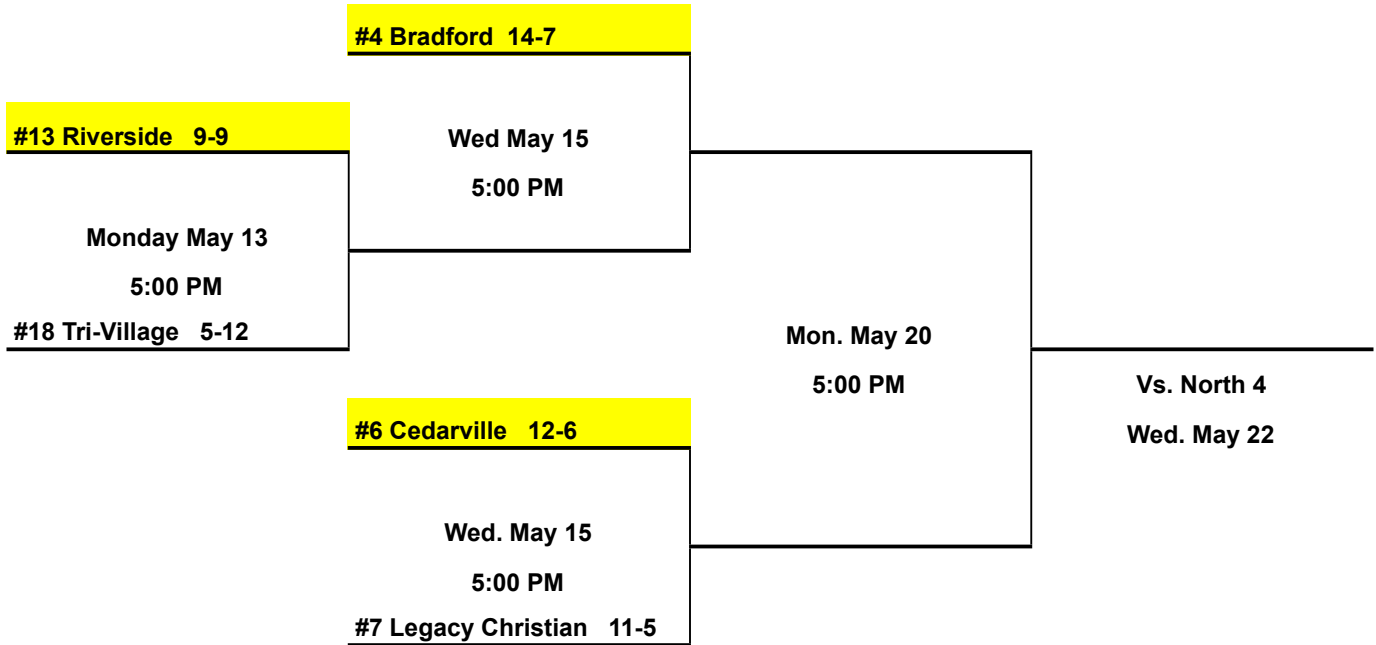 #4 Bradford 14-7
#13 Riverside 9-9
Wed May 15
5:00 PM
Monday May 13
5:00 PM
#18 Tri-Village 5-12
Mon. May 20
5:00 PM
Vs. North 4
Wed. May 22
#6 Cedarville 12-6
Wed. May 15
5:00 PM
#7 Legacy Christian 11-5